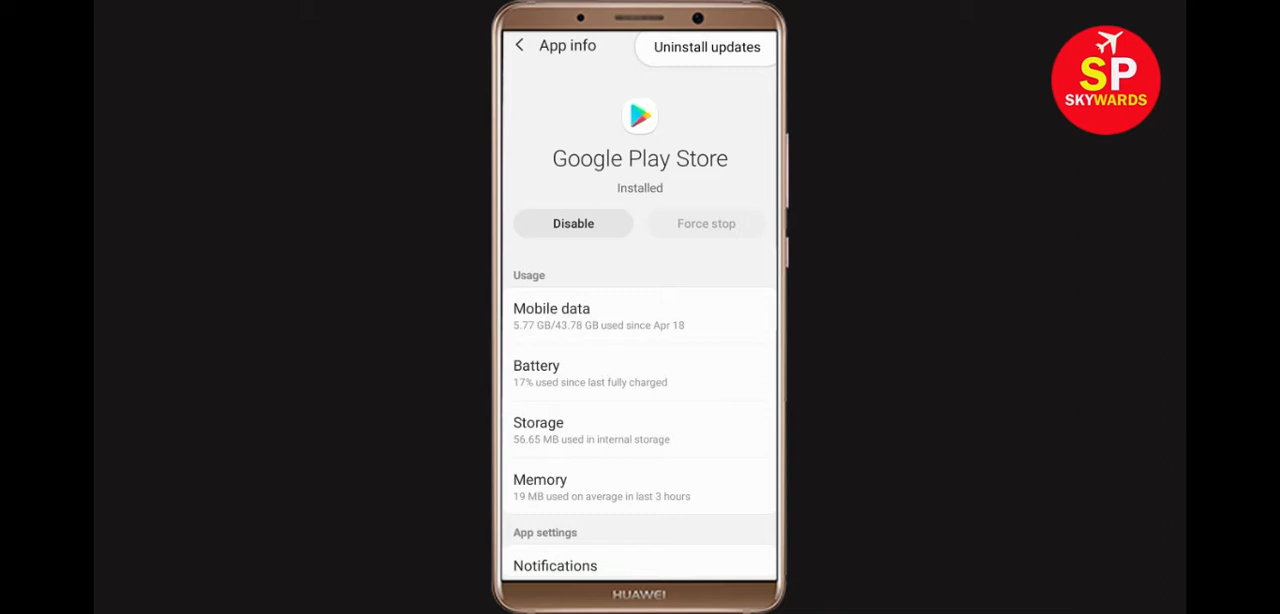 App info
Uninstall updates
Google Play Store
Installed
Disable
Force stop
Usage
Mobile data
5.77 GB/43.78 GB used since Apr 18
Battery
17% used since last fully charged
Storage
56.65 MB used in internal storage
Memory
19 MB used on average in last 3 hours
App settings
Notifications
HUAWEI
SP
SKYWARDS